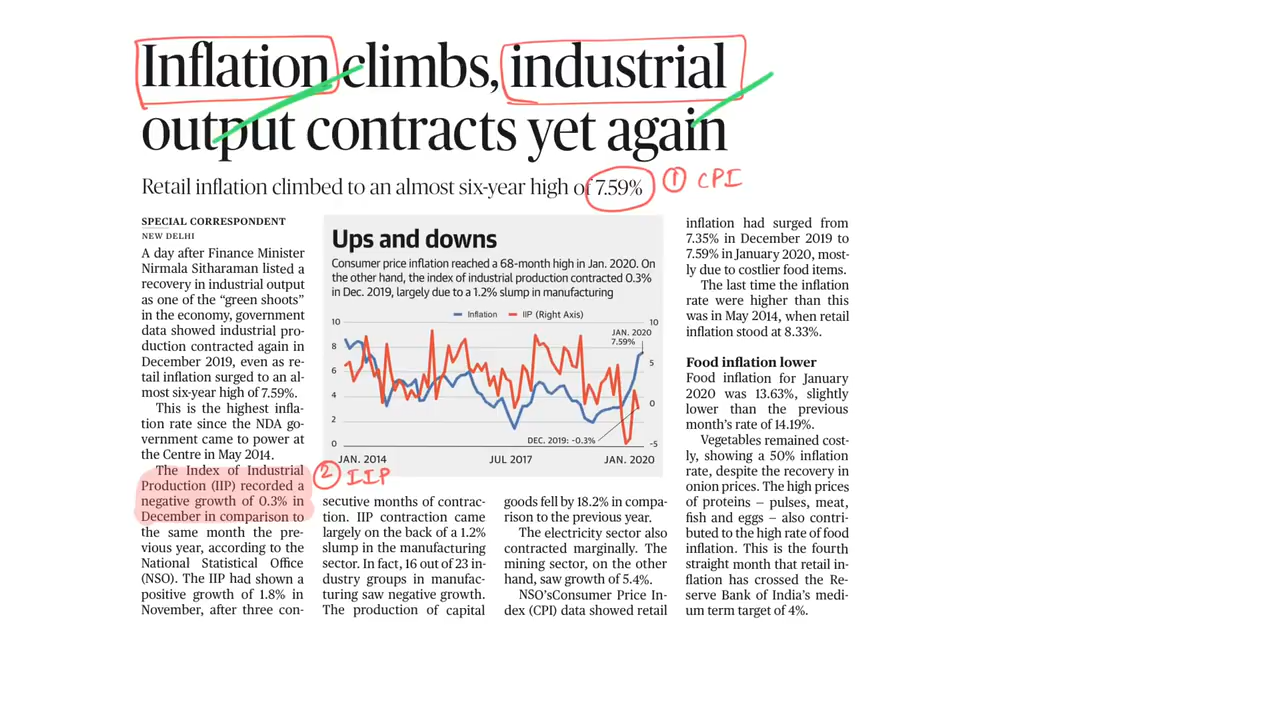 Inflation climbs, industrial
output contracts yet again
Retail inflation climbed to an almost six-year high of 7.59%
① CPI
SPECIAL CORRESPONDENT
NEW DELHI
A day after Finance Minister
Nirmala Sitharaman listed a
recovery in industrial output
as one of the “green shoots”
in the economy, government
data showed industrial pro-
duction contracted again in
December 2019, even as re-
tail inflation surged to an al-
most six-year high of 7.59%.
This is the highest infla-
tion rate since the NDA go-
vernment came to power at
the Centre in May 2014.
The Index of Industrial
Production (IIP) recorded a
negative growth of 0.3% in
December in comparison to
the same month the pre-
vious year, according to the
National Statistical Office
(NSO). The IIP had shown a
positive growth of 1.8% in
November, after three con-
② IIP
Ups and downs
Consumer price inflation reached a 68-month high in Jan. 2020. On
the other hand, the index of industrial production contracted 0.3%
in Dec. 2019, largely due to a 1.2% slump in manufacturing
Inflation IIP (Right Axis)
10
8
6
4
2
0
10
5
0
-5
JAN. 2020
7.59%
DEC. 2019: -0.3%
JAN. 2014 JUL 2017 JAN. 2020
secutive months of contrac-
tion. IIP contraction came
largely on the back of a 1.2%
slump in the manufacturing
sector. In fact, 16 out of 23 in-
dustry groups in manufac-
turing saw negative growth.
The production of capital
goods fell by 18.2% in compa-
rison to the previous year.
The electricity sector also
contracted marginally. The
mining sector, on the other
hand, saw growth of 5.4%.
NSO'sConsumer Price In-
dex (CPI) data showed retail
inflation had surged from
7.35% in December 2019 to
7.59% in January 2020, most-
ly due to costlier food items.
The last time the inflation
rate were higher than this
was in May 2014, when retail
inflation stood at 8.33%.
Food inflation lower
Food inflation for January
2020 was 13.63%, slightly
lower than the previous
month's rate of 14.19%.
Vegetables remained cost-
ly, showing a 50% inflation
rate, despite the recovery in
onion prices. The high prices
of proteins – pulses, meat,
fish and eggs – also contri-
buted to the high rate of food
inflation. This is the fourth
straight month that retail in-
flation has crossed the Re-
serve Bank of India's medi-
um term target of 4%.